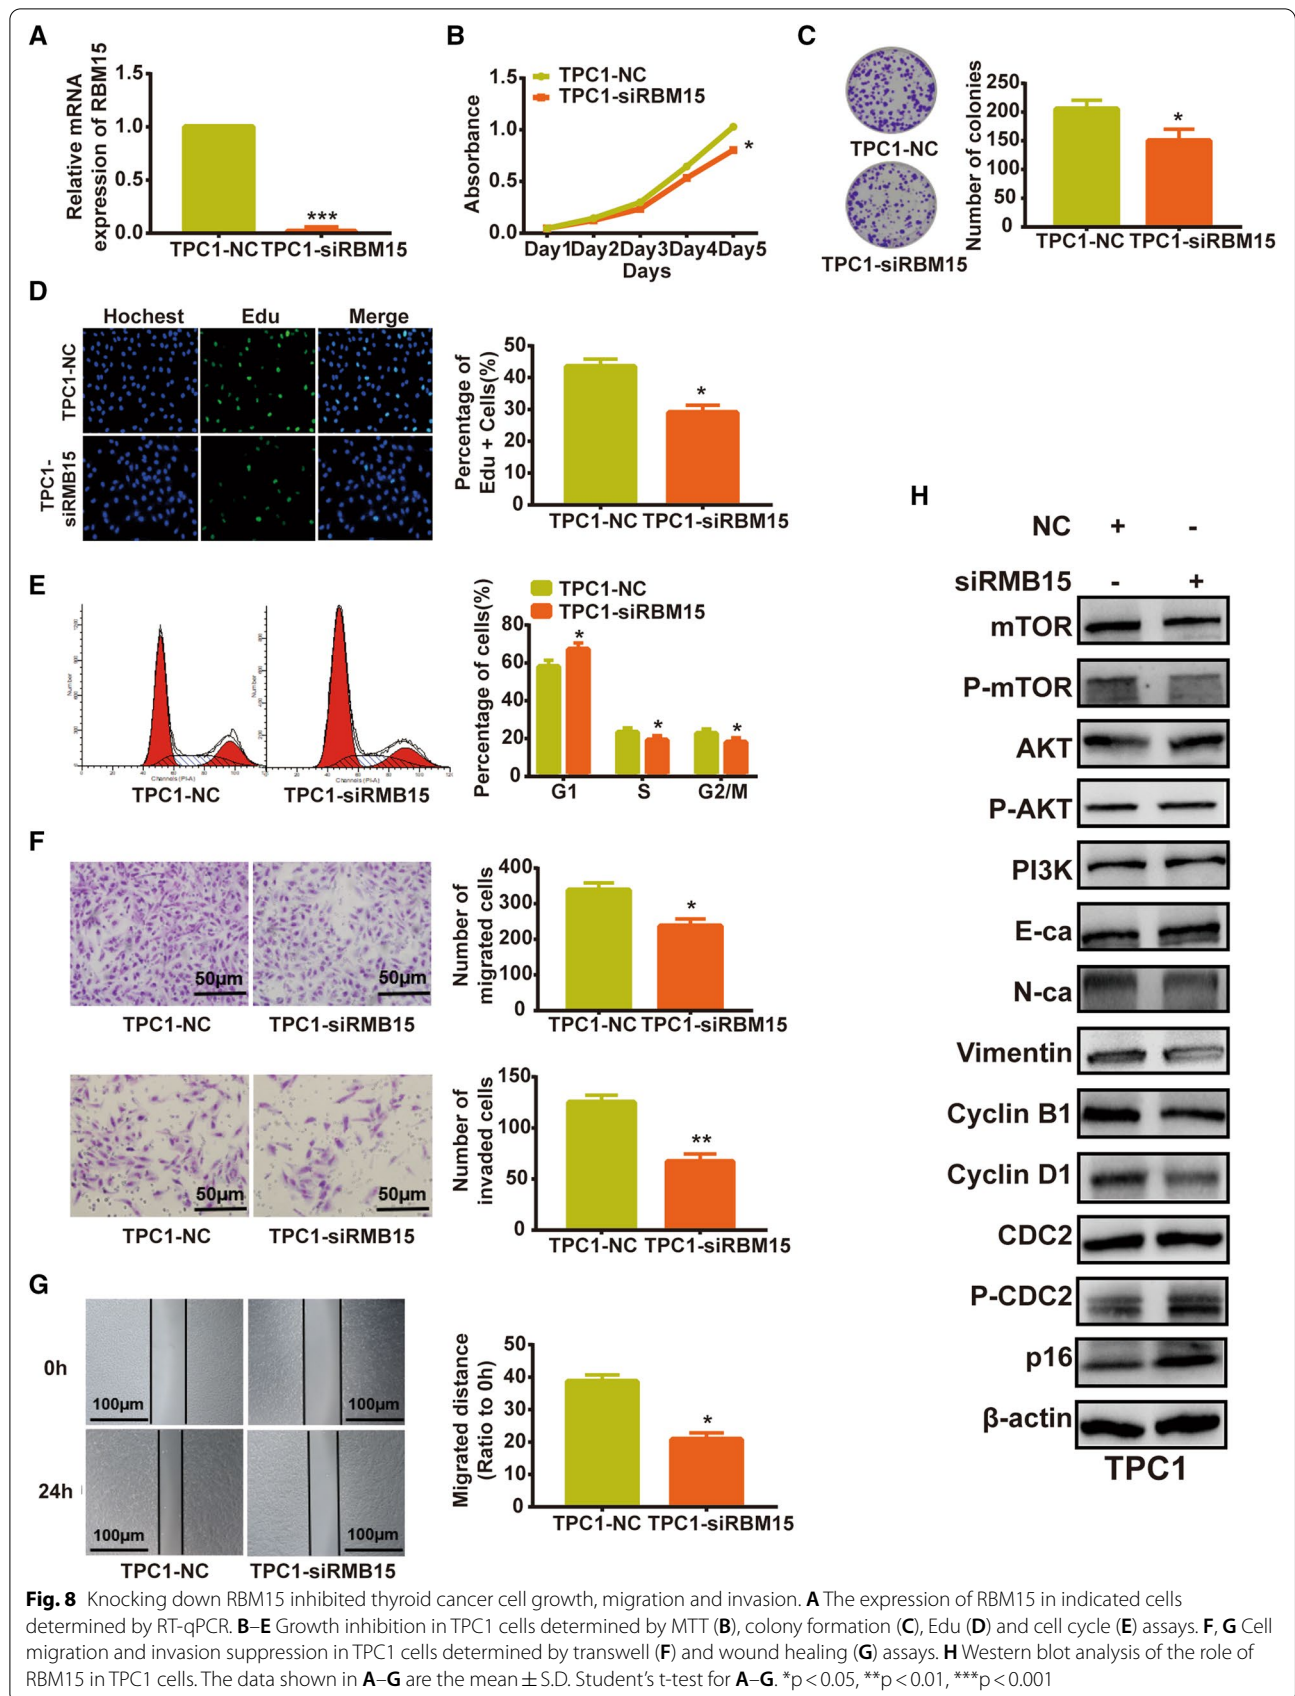 A
Relative mRNA
expression of RBM15
1.5
1.0
0.5
0.0
***
TPC1-NC TPC1-siRBM15
B
TPC1-NC
TPC1-siRBM15
Absorbance
1.5
1.0
0.5
0.0
*
Day1 Day2 Day3 Day4 Day5
Days
C
TPC1-NC
TPC1-siRBM15
Number of colonies
250
200
150
100
50
0
*
TPC1-NC TPC1-siRBM15
D
Hochest Edu Merge
TPC1-NC
TPC1-
siRMB15
Percentage of
Edu + Cells(%)
50
40
30
20
10
0
*
TPC1-NC TPC1-siRBM15
E
Number
Channels (PI-A)
TPC1-NC
Number
Channels (PI-A)
TPC1-siRMB15
TPC1-NC
TPC1-siRBM15
Percentage of cells(%)
80
60
40
20
0
* * *
G1 S G2/M
F
50μm 50μm
TPC1-NC TPC1-siRMB15
Number of
migrated cells
400
300
200
100
0
*
TPC1-NC TPC1-siRBM15
50μm 50μm
TPC1-NC TPC1-siRMB15
Number of
invaded cells
150
100
50
0
**
TPC1-NC TPC1-siRBM15
G
0h
100μm 100μm
24h
100μm 100μm
TPC1-NC TPC1-siRMB15
Migrated distance
(Ratio to 0h)
50
40
30
20
10
0
*
TPC1-NC TPC1-siRBM15
H
NC + -
siRMB15 - +
mTOR
P-mTOR
AKT
P-AKT
PI3K
E-ca
N-ca
Vimentin
Cyclin B1
Cyclin D1
CDC2
P-CDC2
p16
β-actin
TPC1
Fig. 8 Knocking down RBM15 inhibited thyroid cancer cell growth, migration and invasion. A The expression of RBM15 in indicated cells
determined by RT-qPCR. B–E Growth inhibition in TPC1 cells determined by MTT (B), colony formation (C), Edu (D) and cell cycle (E) assays. F, G Cell
migration and invasion suppression in TPC1 cells determined by transwell (F) and wound healing (G) assays. H Western blot analysis of the role of
RBM15 in TPC1 cells. The data shown in A–G are the mean ± S.D. Student's t-test for A–G. *p < 0.05, **p < 0.01, ***p < 0.001